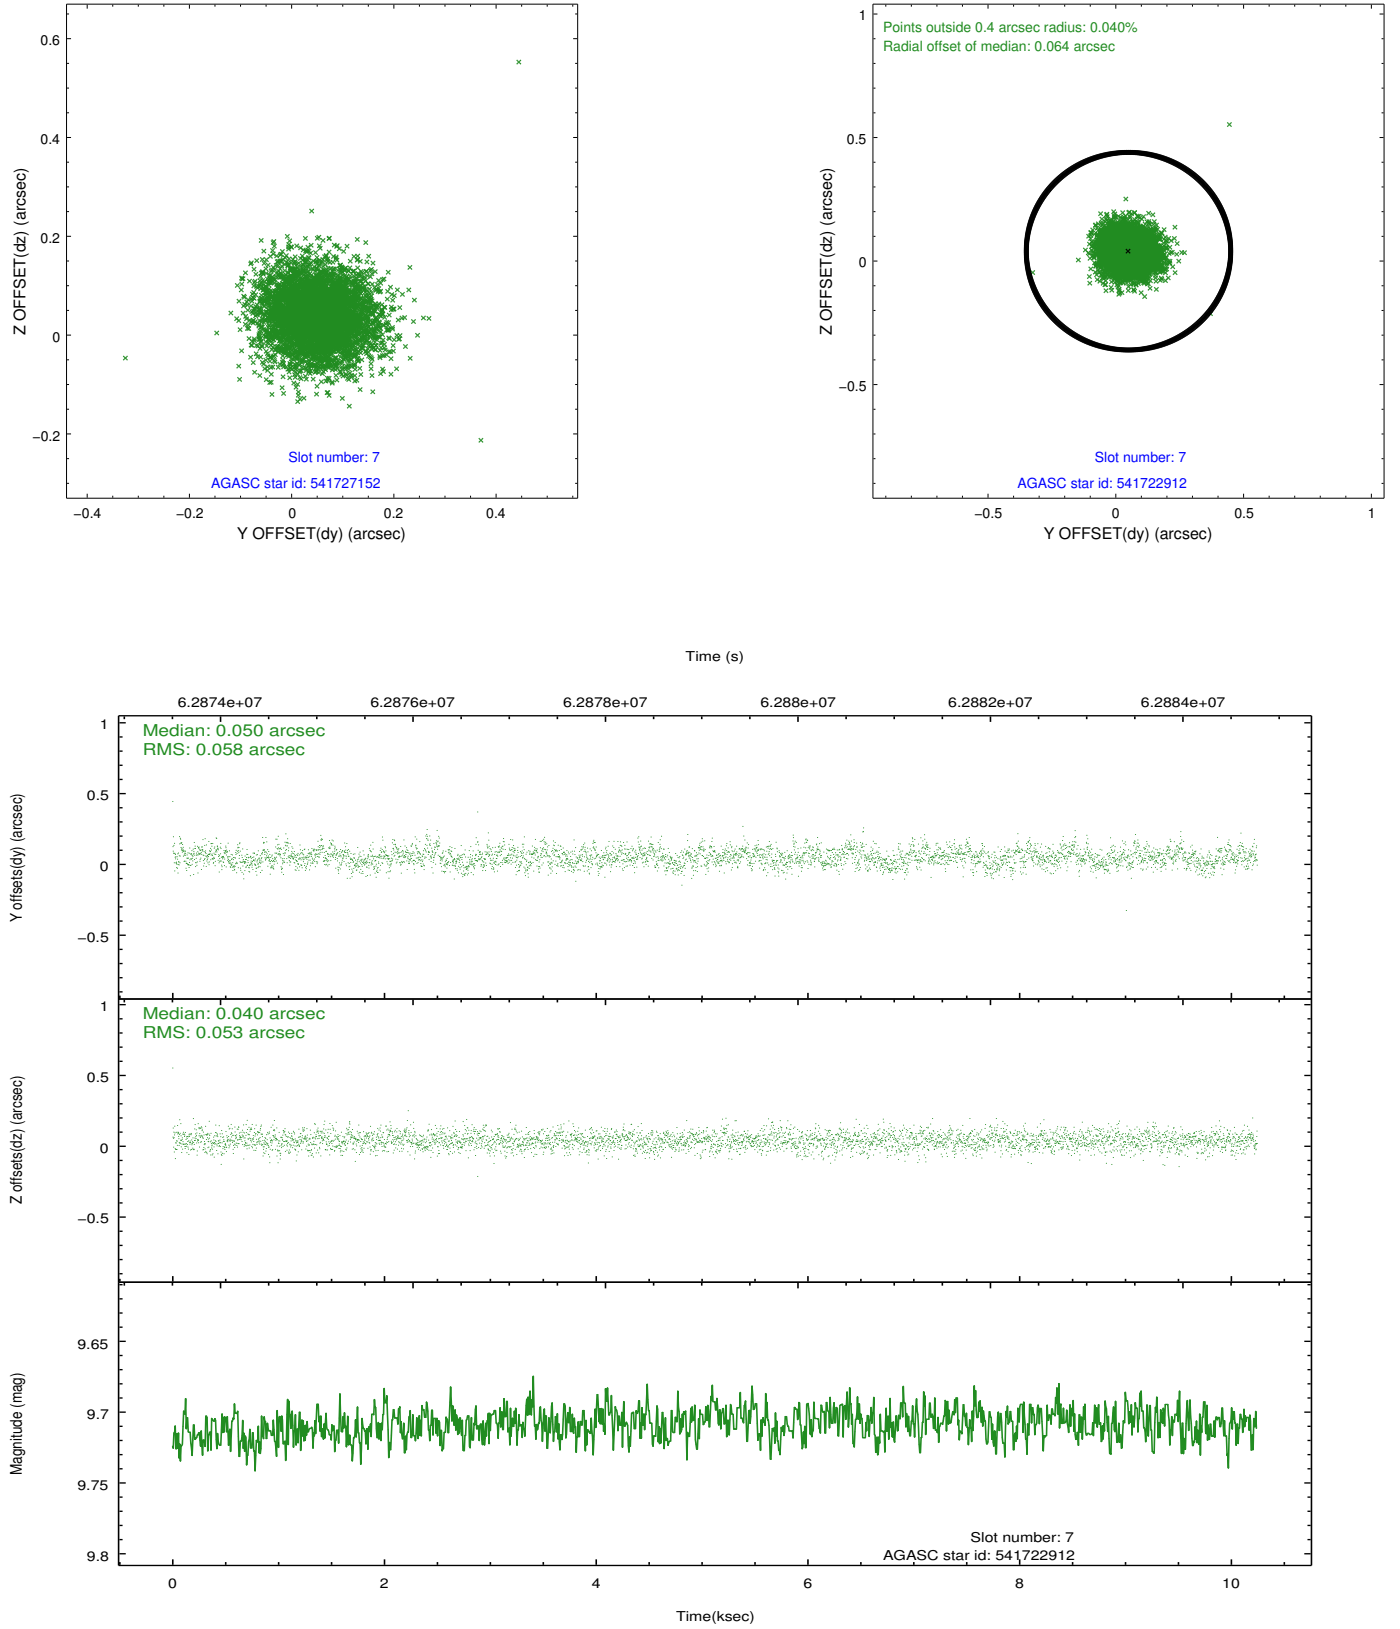 0.6
0.4
0.2
0
−0.2
Z OFFSET(dz) (arcsec)
Slot number: 7
AGASC star id: 541727152
−0.4
−0.2
0
0.2
0.4
Y OFFSET(dy) (arcsec)
Points outside 0.4 arcsec radius: 0.040%
Radial offset of median: 0.064 arcsec
1
0.5
0
−0.5
Z OFFSET(dz) (arcsec)
Slot number: 7
AGASC star id: 541722912
−0.5
0
0.5
1
Y OFFSET(dy) (arcsec)
Time (s)
6.2874e+07
6.2876e+07
6.2878e+07
6.288e+07
6.2882e+07
6.2884e+07
Median: 0.050 arcsec
RMS: 0.058 arcsec
1
0.5
0
−0.5
Y offsets(dy) (arcsec)
Median: 0.040 arcsec
RMS: 0.053 arcsec
1
0.5
0
−0.5
Z offsets(dz) (arcsec)
9.65
9.7
9.75
9.8
Magnitude (mag)
Slot number: 7
AGASC star id: 541722912
0
2
4
6
8
10
Time(ksec)